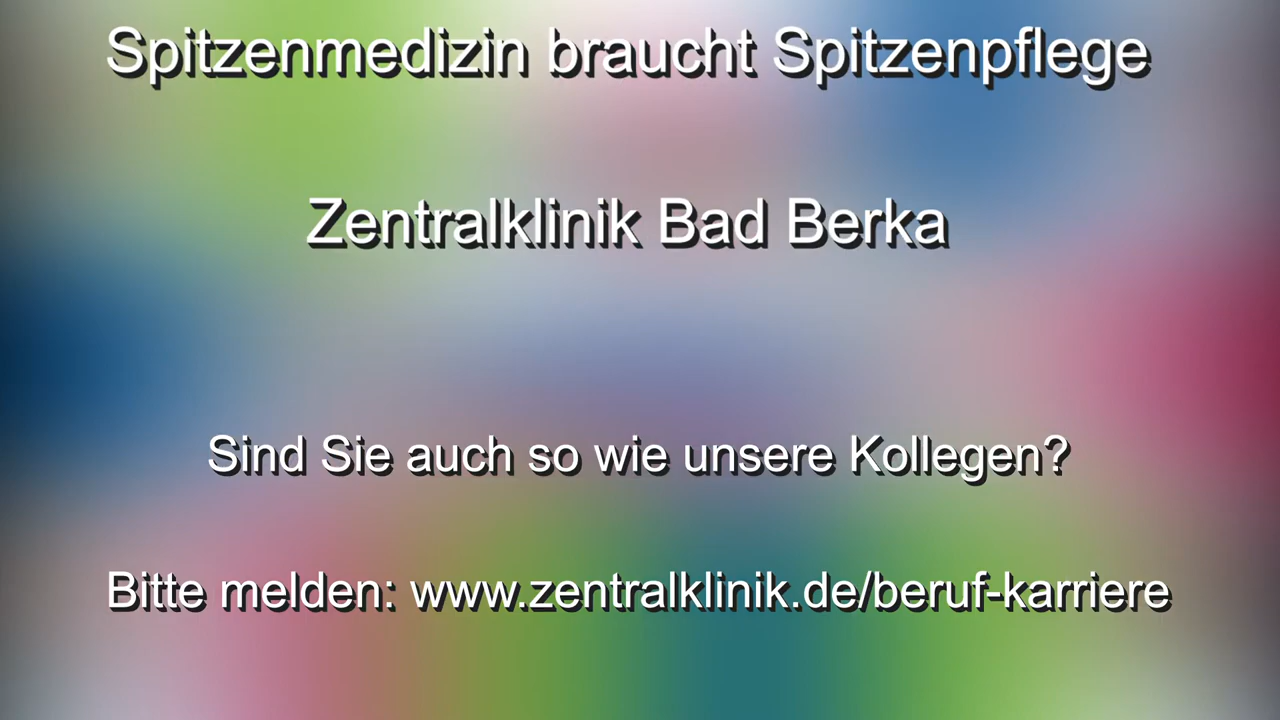 Spitzenmedizin braucht Spitzenpflege
Zentralklinik Bad Berka
Sind Sie auch so wie unsere Kollegen?
Bitte melden: www.zentralklinik.de/beruf-karriere